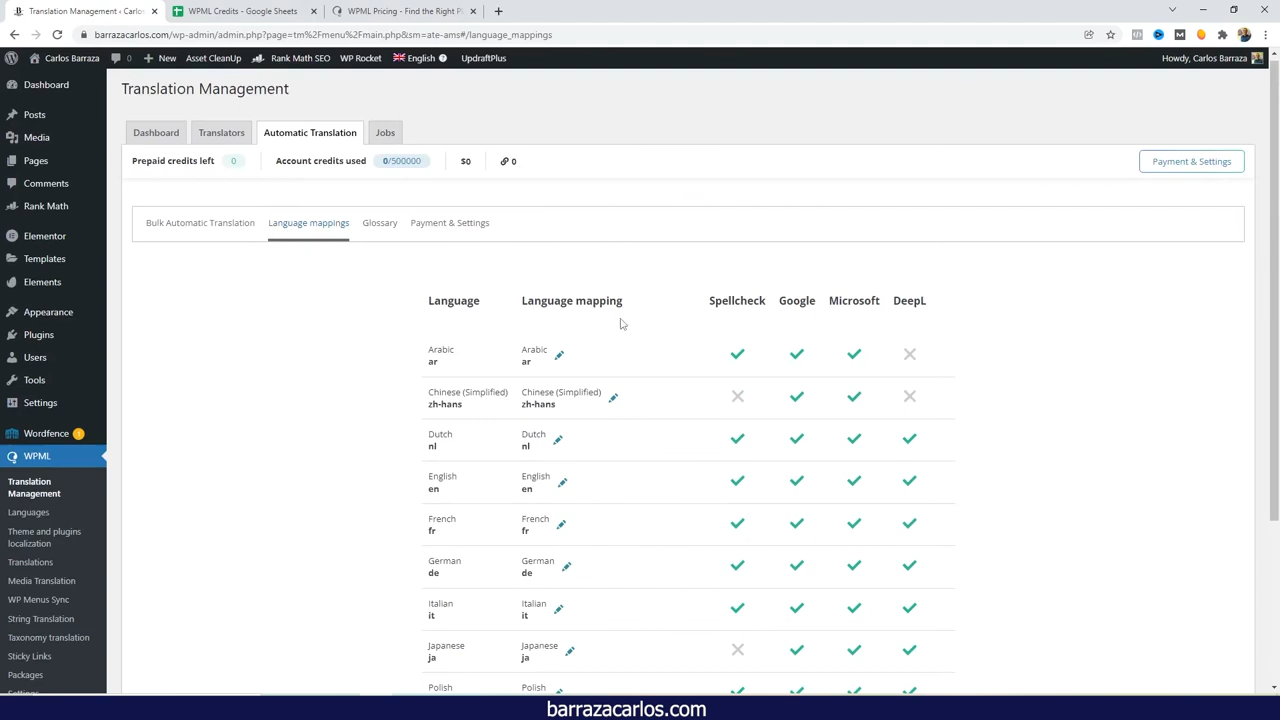 Translation Management ‹ Carlos
WPML Credits - Google Sheets
WPML Pricing - Find the Right P
barrazacarlos.com/wp-admin/admin.php?page=tm%2Fmenu%2Fmain.php&sm=ate-ams#/language_mappings
Carlos Barraza
0
New
Asset CleanUp
Rank Math SEO
WP Rocket
English
UpdraftPlus
Howdy, Carlos Barraza
Dashboard
Posts
Media
Pages
Comments
Rank Math
Elementor
Templates
Elements
Appearance
Plugins
Users
Tools
Settings
Wordfence 1
WPML
Translation
Management
Languages
Theme and plugins
localization
Translations
Media Translation
WP Menus Sync
String Translation
Taxonomy translation
Sticky Links
Packages
Settings
Translation Management
Dashboard
Translators
Automatic Translation
Jobs
Prepaid credits left 0
Account credits used 0/500000
$0
0
Payment & Settings
Bulk Automatic Translation
Language mappings
Glossary
Payment & Settings
Language Language mapping Spellcheck Google Microsoft DeepL
Arabic Arabic
ar ar
Chinese (Simplified) Chinese (Simplified)
zh-hans zh-hans
Dutch Dutch
nl nl
English English
en en
French French
fr fr
German German
de de
Italian Italian
it it
Japanese Japanese
ja ja
Polish Polish
barrazacarlos.com